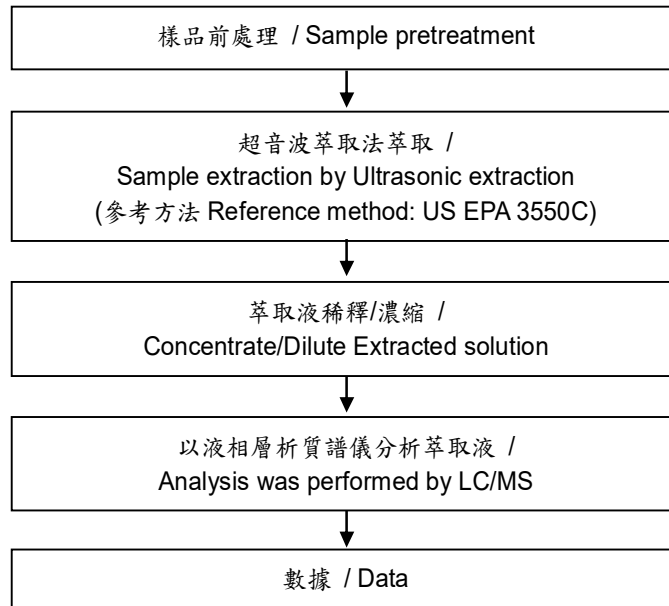 樣品前處理 / Sample pretreatment
超音波萃取法萃取 /
Sample extraction by Ultrasonic extraction
(參考方法 Reference method: US EPA 3550C)
萃取液稀釋/濃縮 /
Concentrate/Dilute Extracted solution
以液相層析質譜儀分析萃取液 /
Analysis was performed by LC/MS
數據 / Data